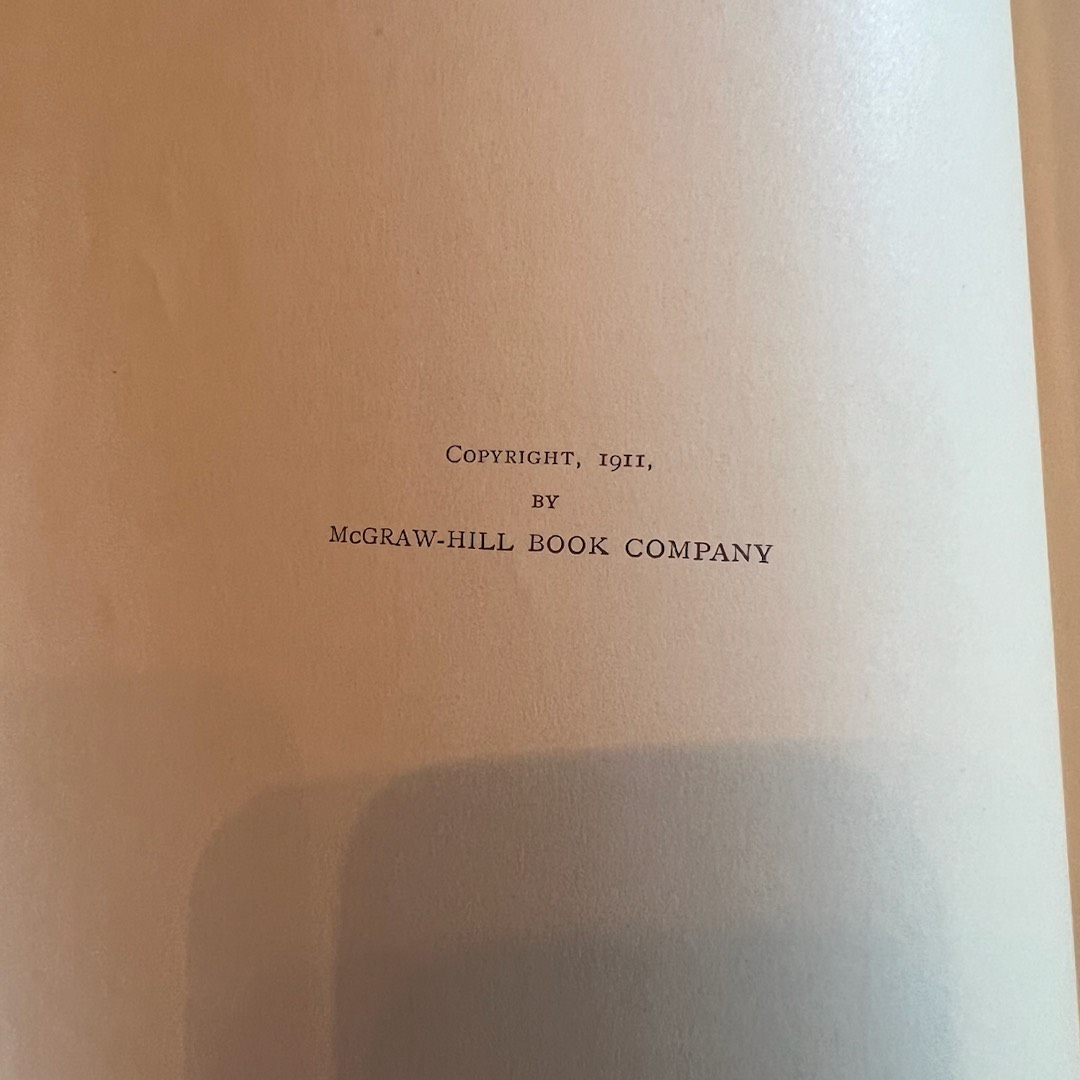 Copyright, 1911,
BY
McGRAW-HILL BOOK COMPANY